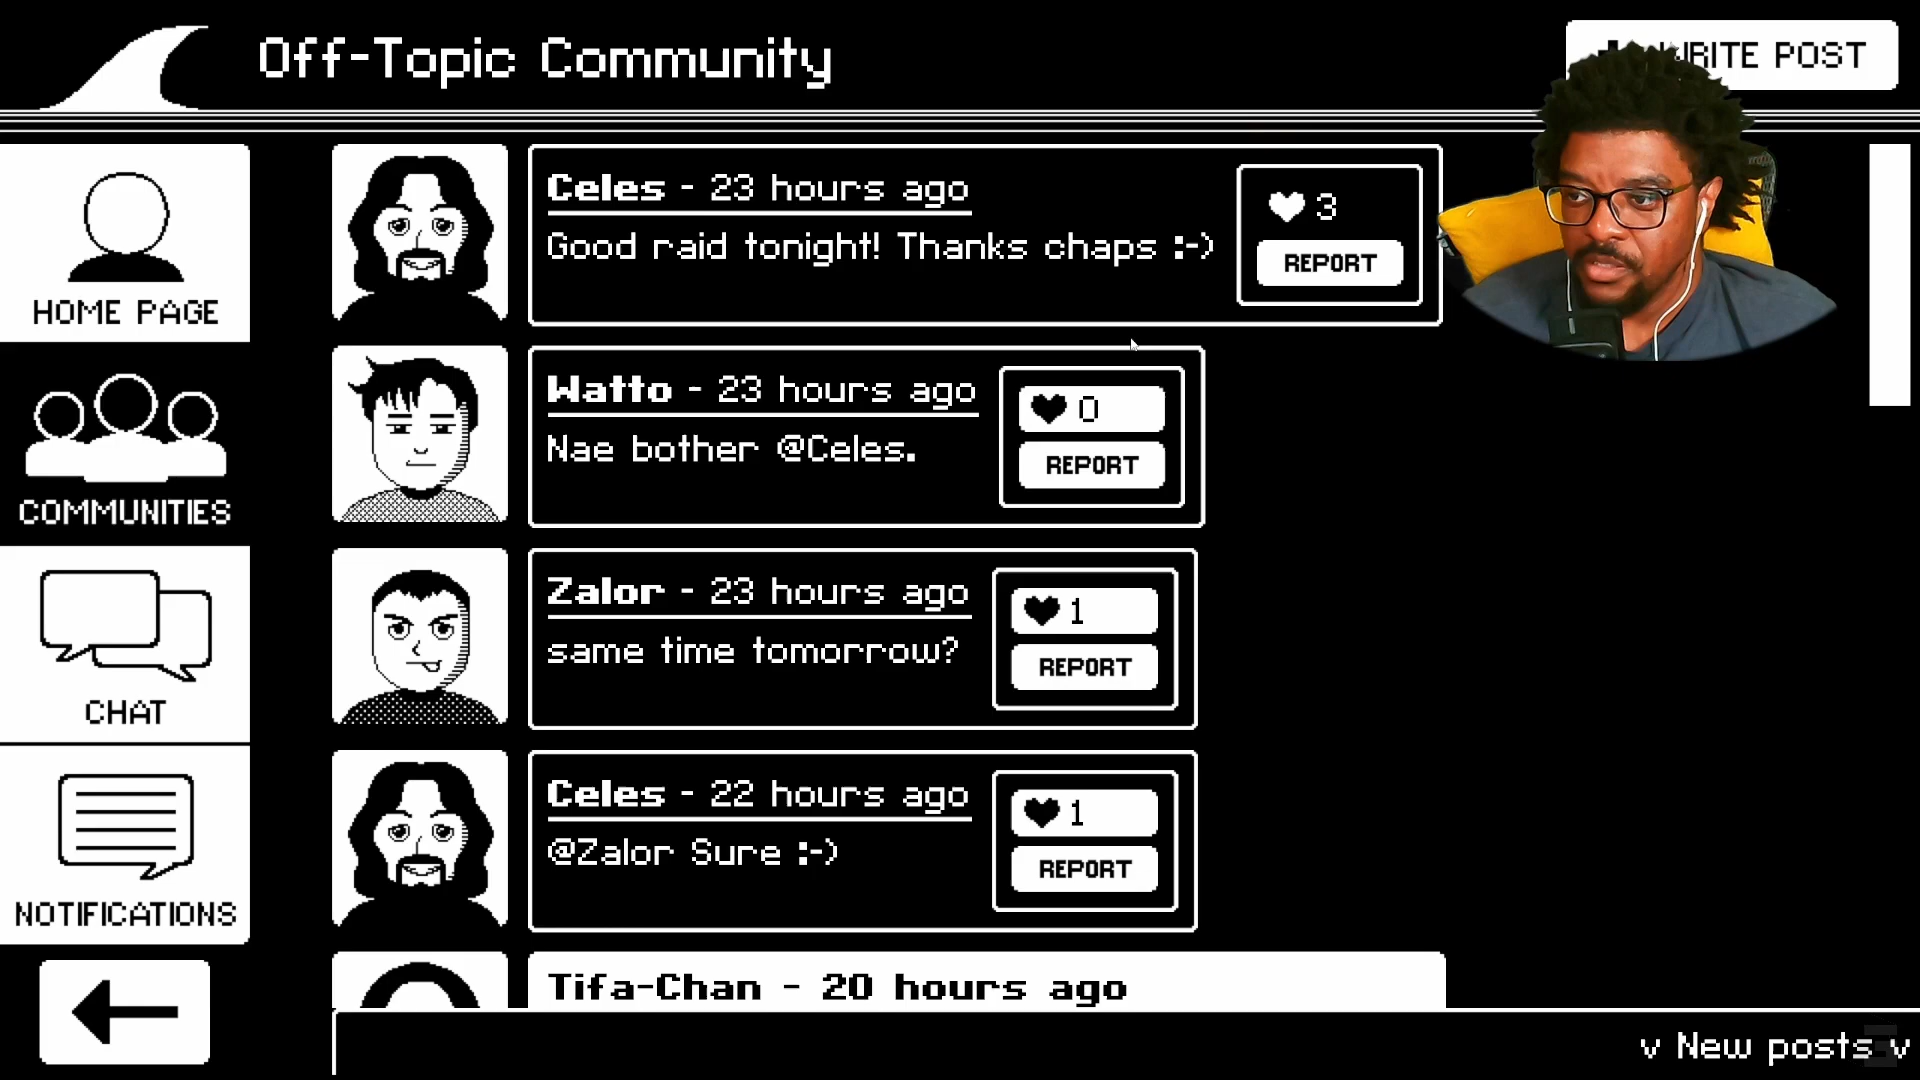 Off-Topic Community
WRITE POST
HOME PAGE
COMMUNITIES
CHAT
NOTIFICATIONS
Celes - 23 hours ago
Good raid tonight! Thanks chaps :-)
3
REPORT
Watto - 23 hours ago
Nae bother @Celes.
0
REPORT
Zalor - 23 hours ago
same time tomorrow?
1
REPORT
Celes - 22 hours ago
@Zalor Sure :-)
1
REPORT
Tifa-Chan - 20 hours ago
v New posts v